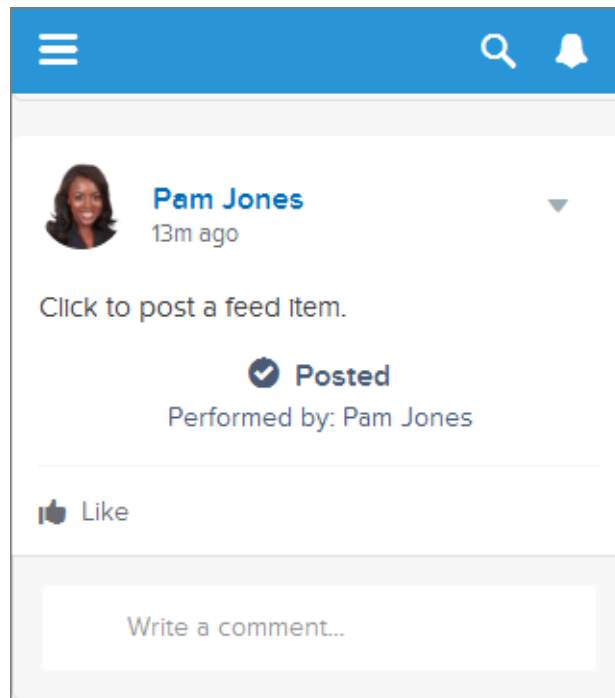 Pam Jones
13m ago
Click to post a feed item.
Posted
Performed by: Pam Jones
Like
Write a comment...